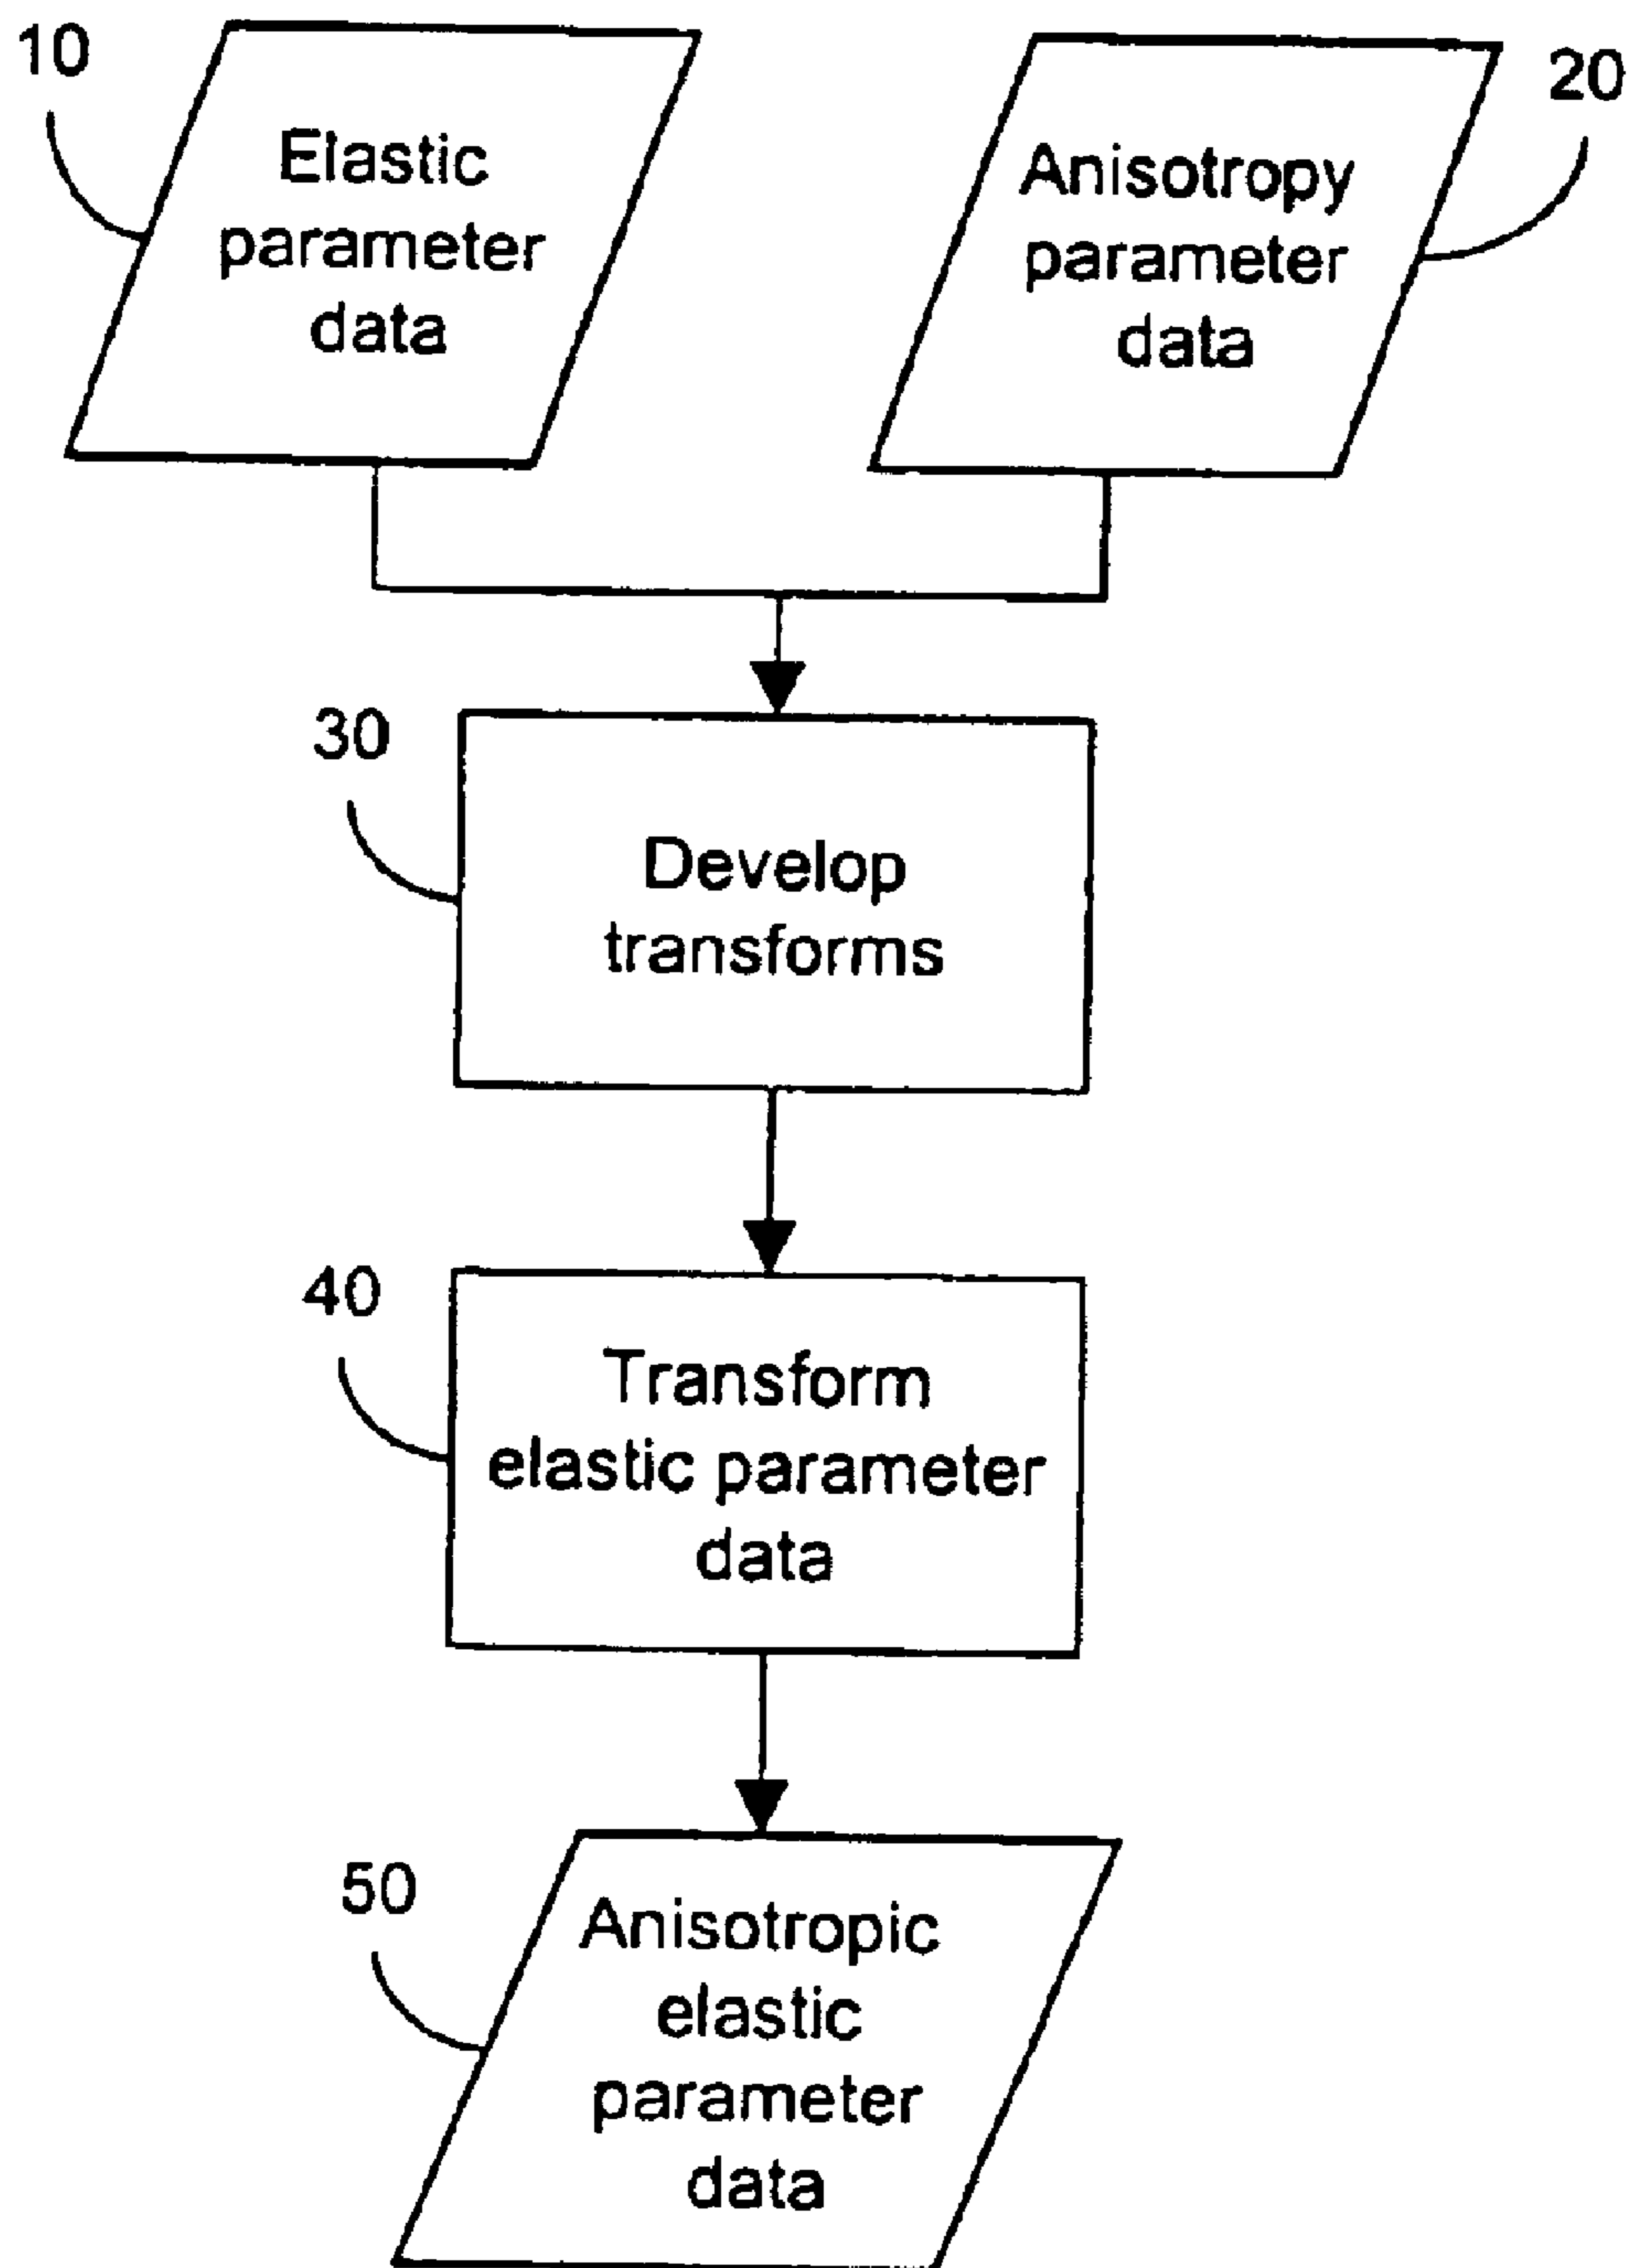 10
Elastic
parameter
data
20
Anisotropy
parameter
data
30
Develop
transforms
40
Transform
elastic parameter
data
50
Anisotropic
elastic
parameter
data